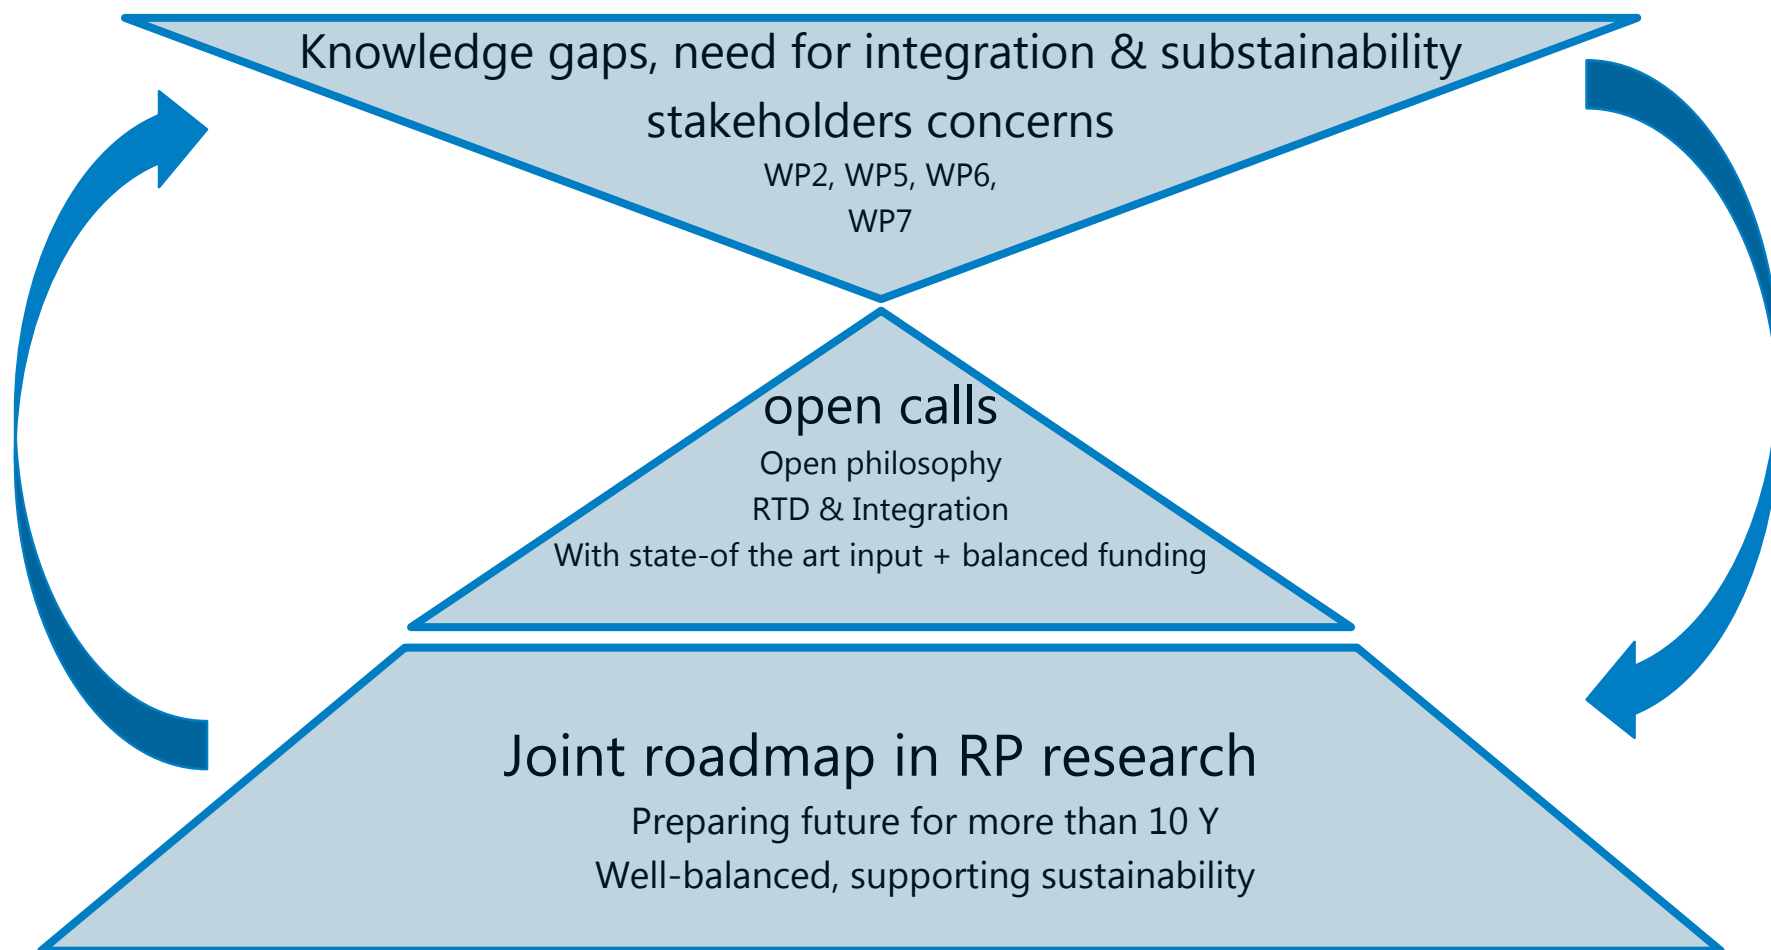 Knowledge gaps, need for integration & substainability
stakeholders concerns
WP2, WP5, WP6,
WP7
open calls
Open philosophy
RTD & Integration
With state-of the art input + balanced funding
Joint roadmap in RP research
Preparing future for more than 10 Y
Well-balanced, supporting sustainability